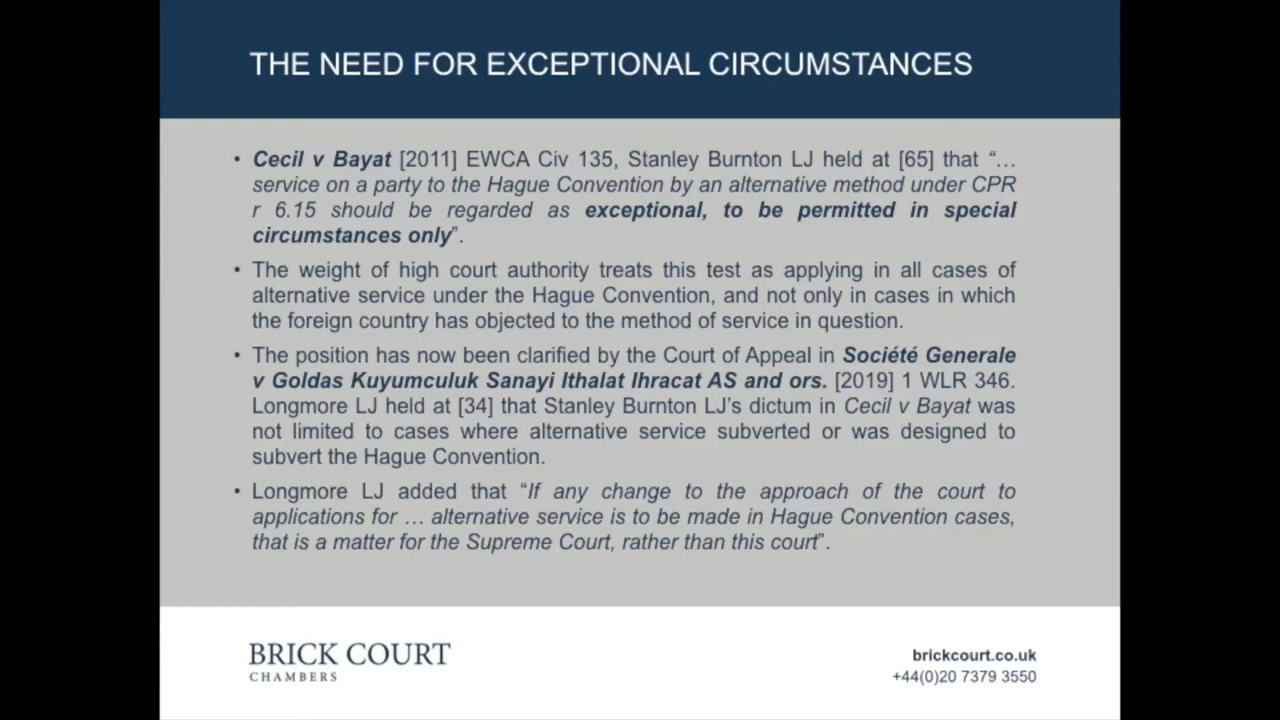 THE NEED FOR EXCEPTIONAL CIRCUMSTANCES
• Cecil v Bayat [2011] EWCA Civ 135, Stanley Burnton LJ held at [65] that “…
service on a party to the Hague Convention by an alternative method under CPR
r 6.15 should be regarded as exceptional, to be permitted in special
circumstances only”.
• The weight of high court authority treats this test as applying in all cases of
alternative service under the Hague Convention, and not only in cases in which
the foreign country has objected to the method of service in question.
• The position has now been clarified by the Court of Appeal in Société Generale
v Goldas Kuyumculuk Sanayi Ithalat Ihracat AS and ors. [2019] 1 WLR 346.
Longmore LJ held at [34] that Stanley Burnton LJ’s dictum in Cecil v Bayat was
not limited to cases where alternative service subverted or was designed to
subvert the Hague Convention.
• Longmore LJ added that “If any change to the approach of the court to
applications for … alternative service is to be made in Hague Convention cases,
that is a matter for the Supreme Court, rather than this court”.
BRICK COURT
CHAMBERS
brickcourt.co.uk
+44(0)20 7379 3550